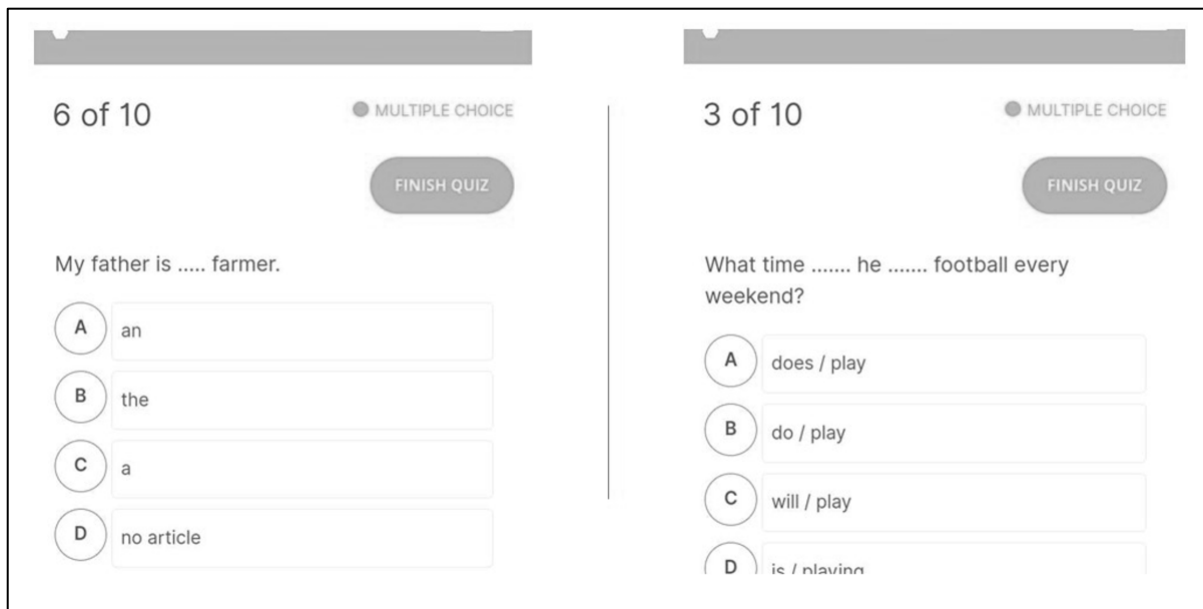 6 of 10
MULTIPLE CHOICE
FINISH QUIZ
My father is ..... farmer.
A an
B the
C a
D no article
3 of 10
MULTIPLE CHOICE
FINISH QUIZ
What time ....... he ....... football every
weekend?
A does / play
B do / play
C will / play
D is / playing